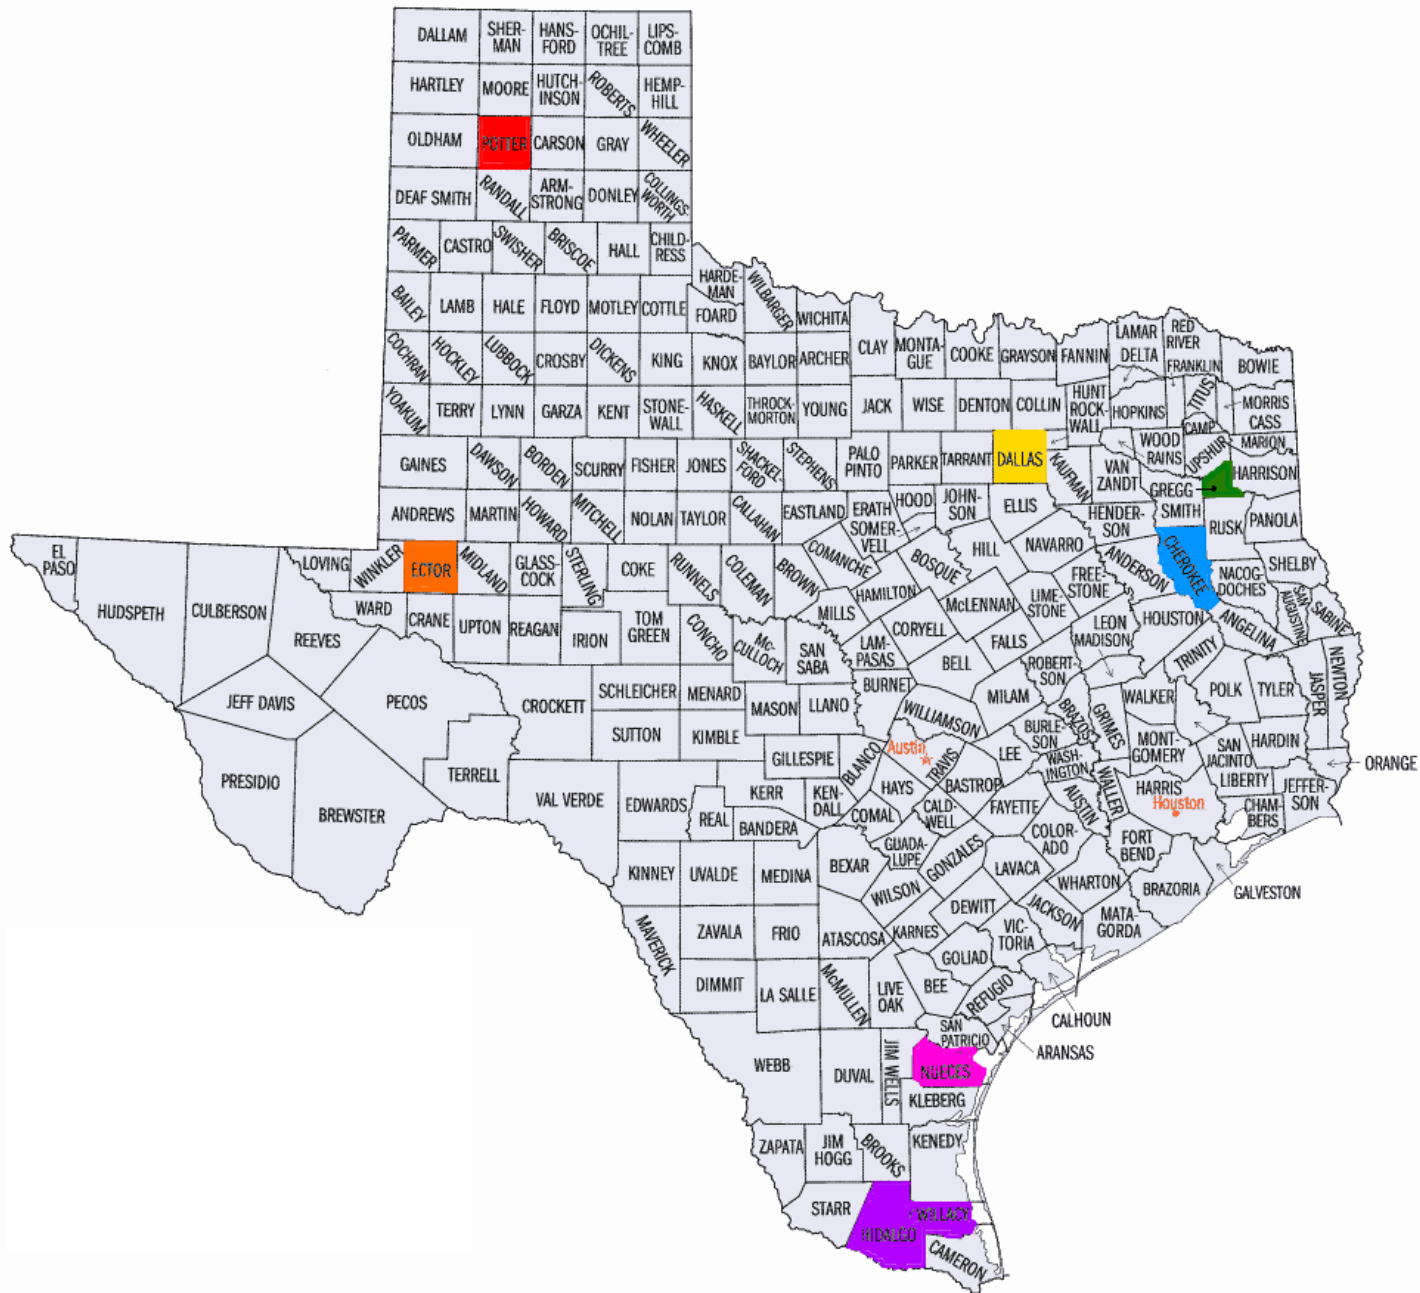 DALLAM
SHER-
MAN
HANS-
FORD
OCHIL-
TREE
LIPS-
COMB
HARTLEY
MOORE
HUTCH-
INSON
ROBERTS
HEMP-
HILL
OLDHAM
POTTER
CARSON
GRAY
WHEELER
DEAF SMITH
RANDALL
ARM-
STRONG
DONLEY
COLLINGS-
WORTH
PARMER
CASTRO
SWISHER
BRISCOE
HALL
CHILD-
RESS
HARDE-
MAN
BAILEY
LAMB
HALE
FLOYD
MOTLEY
COTTLE
FOARD
WILBARGER
WICHITA
COCHRAN
HOCKLEY
LUBBOCK
CROSBY
DICKENS
KING
KNOX
BAYLOR
ARCHER
CLAY
MONTA-
GUE
COOKE
GRAYSON
FANNIN
LAMAR
DELTA
RED
RIVER
FRANKLIN
BOWIE
YOAKUM
TERRY
LYNN
GARZA
KENT
STONE-
WALL
HASKELL
THROCK-
MORTON
YOUNG
JACK
WISE
DENTON
COLLIN
HUNT
ROCK-
WALL
HOPKINS
TITUS
MORRIS
CASS
CAMP
GAINES
DAWSON
BORDEN
SCURRY
FISHER
JONES
SHACKEL-
FORD
STEPHENS
PALO
PINTO
PARKER
TARRANT
DALLAS
KAUFMAN
VAN
ZANDT
WOOD
RAINS
UPSHUR
MARION
HARRISON
GREGG
ANDREWS
MARTIN
HOWARD
MITCHELL
NOLAN
TAYLOR
CALLAHAN
EASTLAND
ERATH
SOMER-
VELL
HOOD
JOHN-
SON
ELLIS
HENDER-
SON
SMITH
RUSK
PANOLA
EL
PASO
HUDSPETH
CULBERSON
LOVING
WINKLER
ECTOR
MIDLAND
GLASS-
COCK
STERLING
COKE
RUNNELS
COLEMAN
BROWN
COMANCHE
BOSQUE
HILL
NAVARRO
ANDERSON
CHEROKEE
NACOG-
DOCHES
SHELBY
REEVES
WARD
CRANE
UPTON
REAGAN
IRION
TOM
GREEN
CONCHO
Mc-
CULLOCH
SAN
SABA
MILLS
HAMILTON
LAM-
PASAS
CORYELL
McLENNAN
LIME-
STONE
FREE-
STONE
FALLS
LEON
MADISON
HOUSTON
ANGELINA
SAN
AUGUSTINE
SABINE
TRINITY
JEFF DAVIS
PECOS
CROCKETT
SCHLEICHER
MENARD
MASON
LLANO
BURNET
BELL
MILAM
ROBERT-
SON
BRAZOS
GRIMES
WALKER
POLK
TYLER
JASPER
NEWTON
PRESIDIO
BREWSTER
TERRELL
VAL VERDE
SUTTON
KIMBLE
GILLESPIE
BLANCO
WILLIAMSON
Austin
TRAVIS
LEE
BURLE-
SON
WASH-
INGTON
MONT-
GOMERY
SAN
JACINTO
HARDIN
ORANGE
EDWARDS
REAL
KERR
BANDERA
KEN-
DALL
HAYS
COMAL
CALD-
WELL
BASTROP
FAYETTE
AUSTIN
WALLER
HARRIS
Houston
LIBERTY
CHAM-
BERS
JEFFER-
SON
KINNEY
UVALDE
MEDINA
BEXAR
GUADA-
LUPE
GONZALES
LAVACA
COLOR-
ADO
FORT
BEND
WHARTON
BRAZORIA
GALVESTON
WILSON
MAVERICK
ZAVALA
FRIO
ATASCOSA
KARNES
DEWITT
JACKSON
MATA-
GORDA
VIC-
TORIA
GOLIAD
DIMMIT
LA SALLE
McMULLEN
LIVE
OAK
BEE
REFUGIO
CALHOUN
SAN
PATRICIO
ARANSAS
WEBB
DUVAL
JIM WELLS
NUECES
KLEBERG
ZAPATA
JIM
HOGG
BROOKS
KENEDY
STARR
HIDALGO
WILLACY
CAMERON